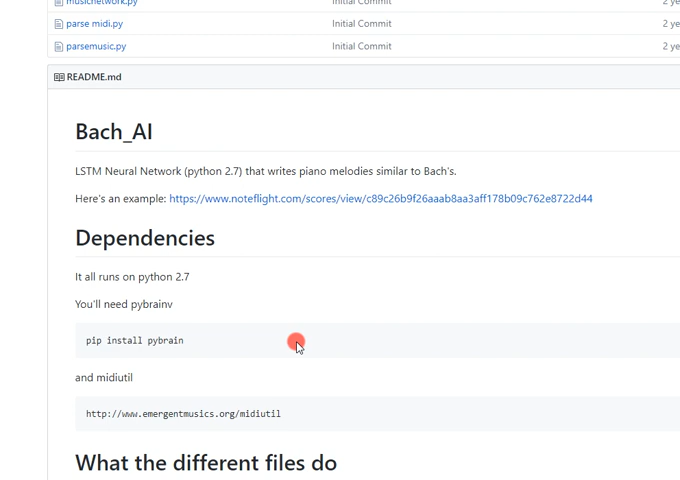 musicnetwork.py Initial Commit 2 ye
parse midi.py Initial Commit 2 ye
parsemusic.py Initial Commit 2 ye
README.md
Bach_AI
LSTM Neural Network (python 2.7) that writes piano melodies similar to Bach's.
Here's an example: https://www.noteflight.com/scores/view/c89c26b9f26aaab8aa3aff178b09c762e8722d44
Dependencies
It all runs on python 2.7
You'll need pybrainv
pip install pybrain
and midiutil
http://www.emergentmusics.org/midiutil
What the different files do